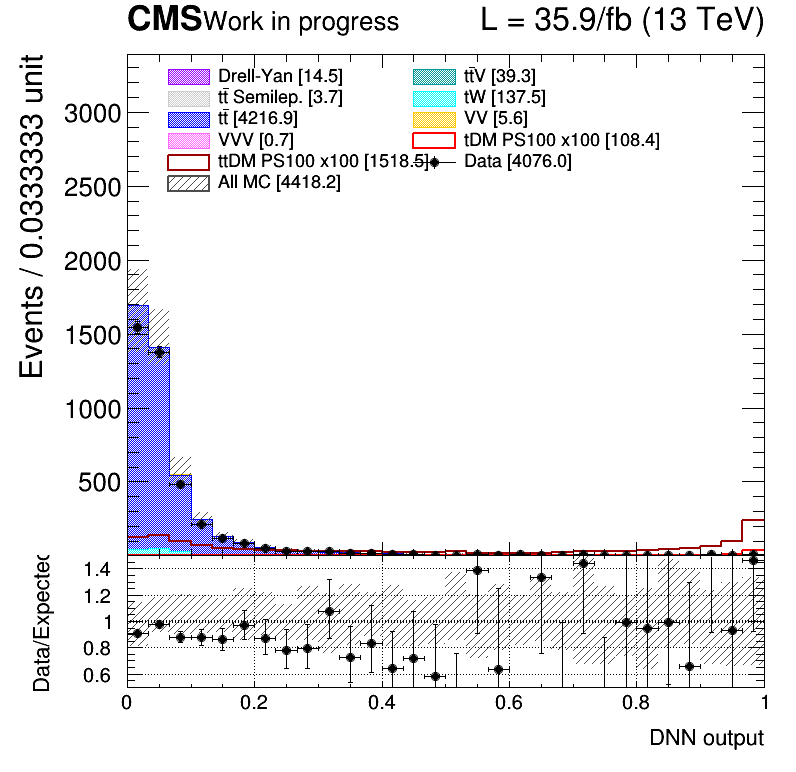 CMS Work in progress L = 35.9/fb (13 TeV)
Events / 0.0333333 unit
Drell-Yan [14.5] tt̄V [39.3]
tt̄ Semilep. [3.7] tW [137.5]
tt̄ [4216.9] VV [5.6]
VVV [0.7] tDM PS100 x100 [108.4]
ttDM PS100 x100 [1518.5] Data [4076.0]
All MC [4418.2]
3000
2500
2000
1500
1000
500
Data/Expected
1.4
1.2
1
0.8
0.6
0 0.2 0.4 0.6 0.8 1
DNN output